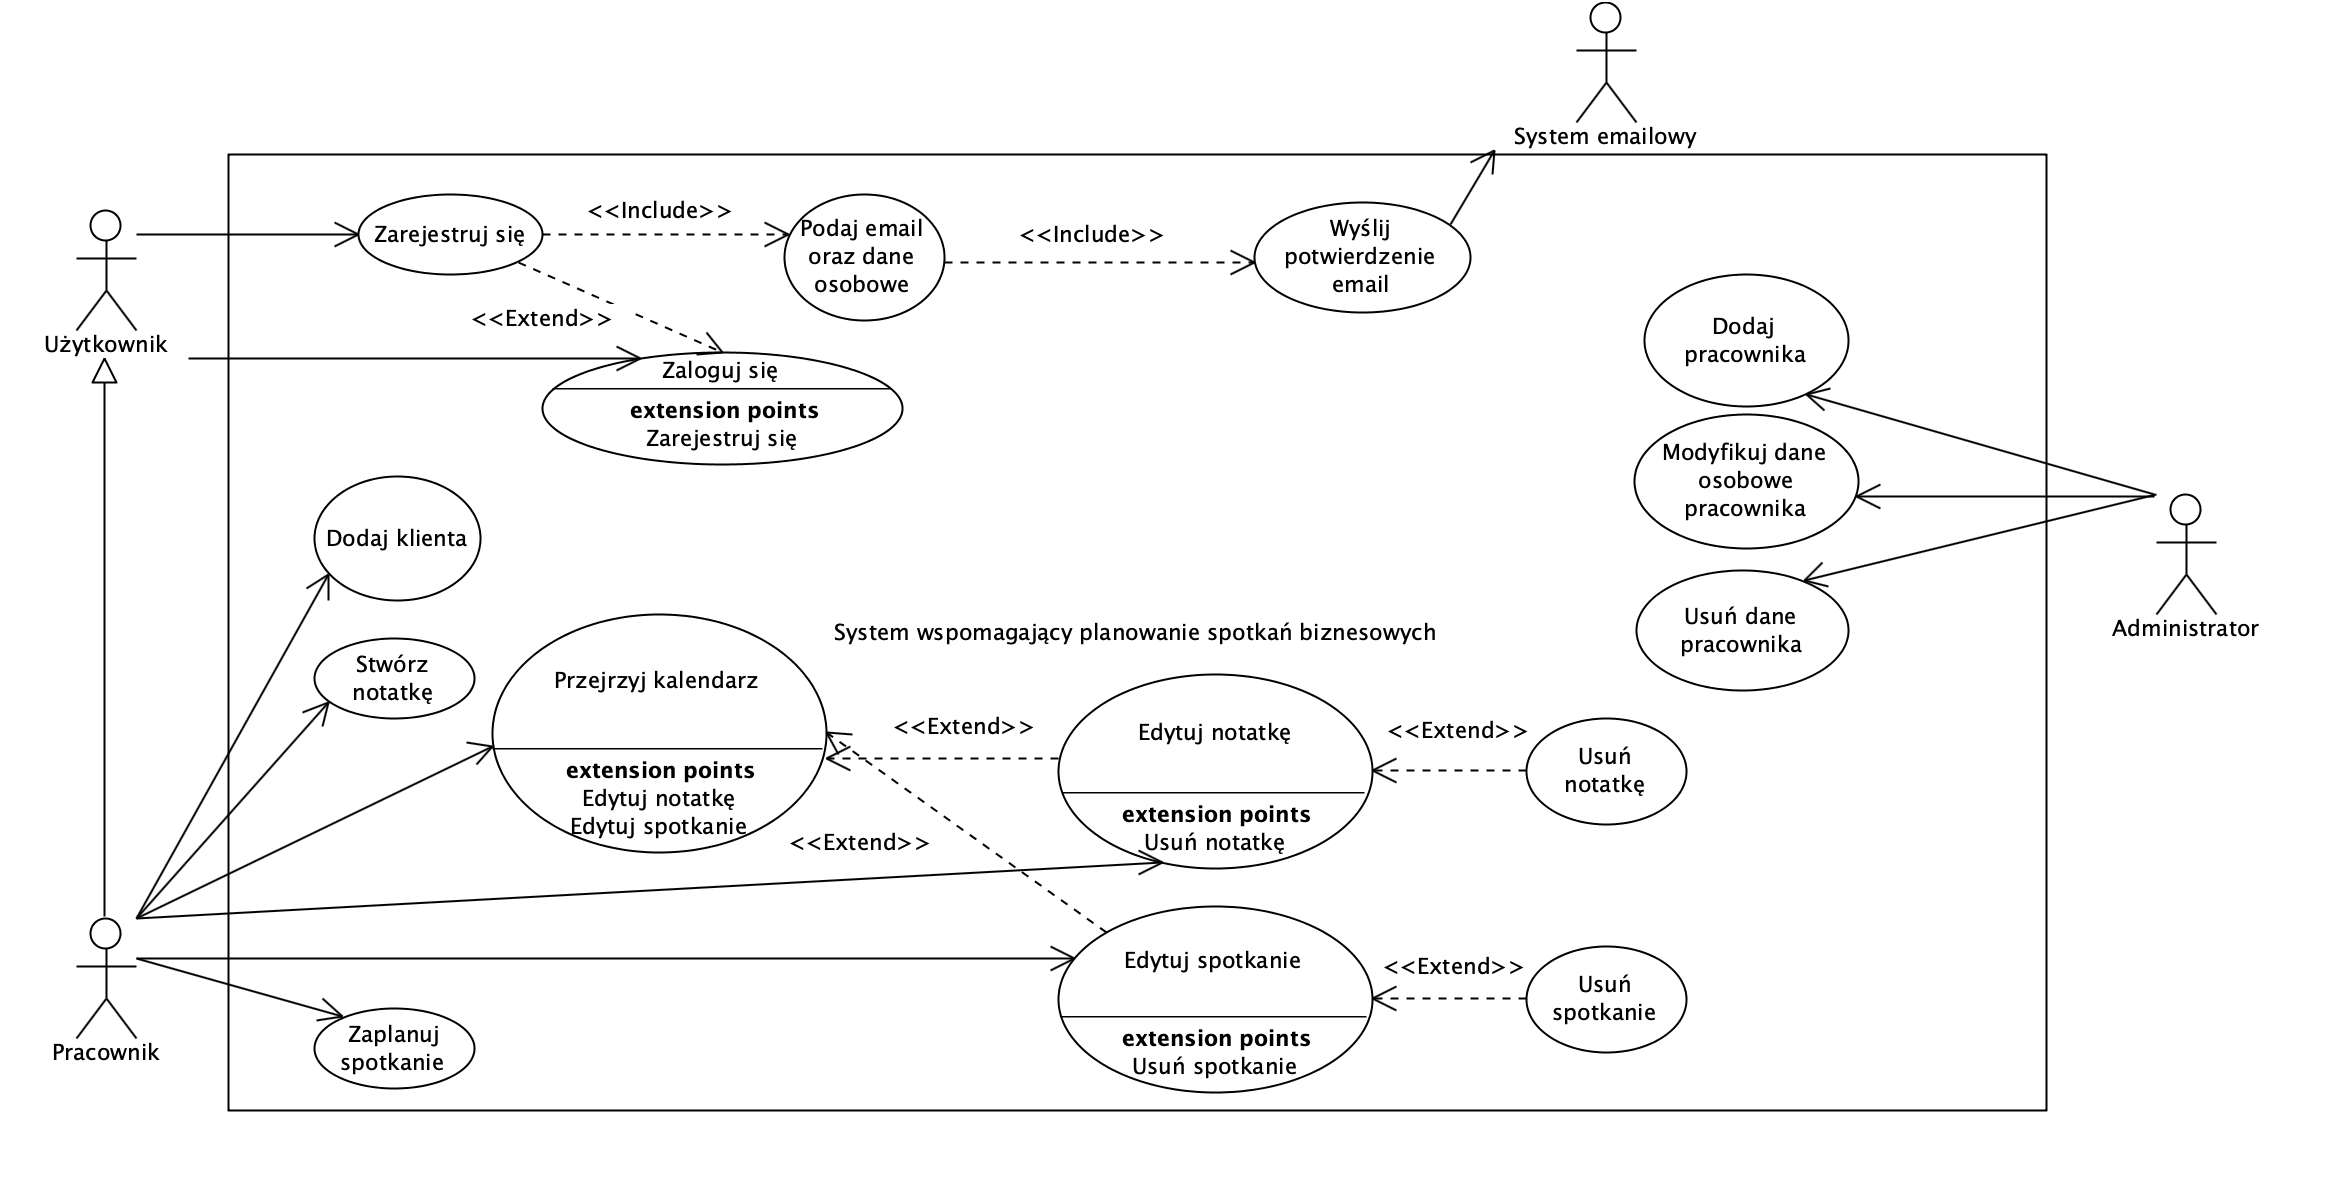 System emailowy
Zarejestruj się
<<Include>>
Podaj email
oraz dane
osobowe
<<Include>>
Wyślij
potwierdzenie
email
Użytkownik
<<Extend>>
Zaloguj się
extension points
Zarejestruj się
Dodaj
pracownika
Modyfikuj dane
osobowe
pracownika
Usuń dane
pracownika
Administrator
Dodaj klienta
Stwórz
notatkę
System wspomagający planowanie spotkań biznesowych
Przejrzyj kalendarz
extension points
Edytuj notatkę
Edytuj spotkanie
<<Extend>>
Edytuj notatkę
extension points
Usuń notatkę
<<Extend>>
Usuń
notatkę
<<Extend>>
Edytuj spotkanie
extension points
Usuń spotkanie
<<Extend>>
Usuń
spotkanie
Pracownik
Zaplanuj
spotkanie